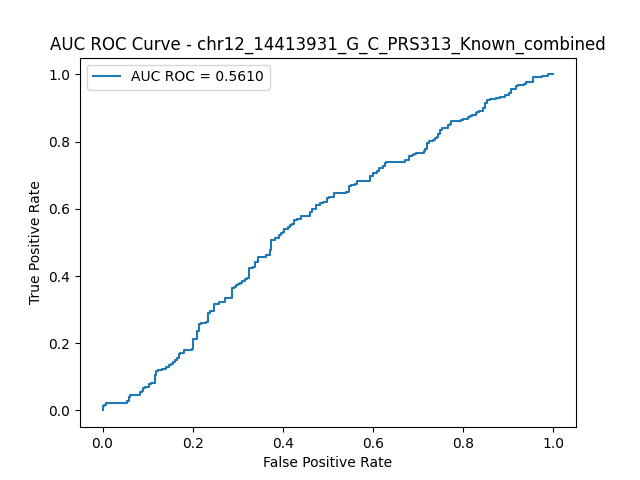 AUC ROC Curve - chr12_14413931_G_C_PRS313_Known_combined
AUC ROC = 0.5610
1.0
0.8
0.6
0.4
0.2
0.0
True Positive Rate
0.0 0.2 0.4 0.6 0.8 1.0
False Positive Rate